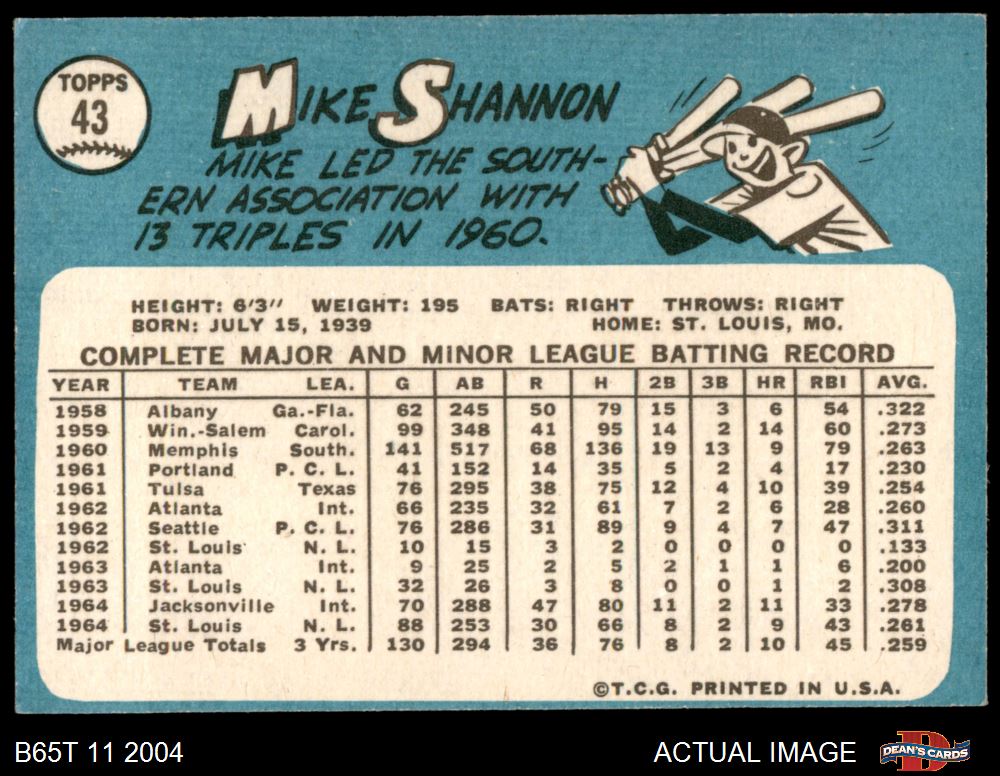 TOPPS
43
MIKE SHANNON
MIKE LED THE SOUTH-
ERN ASSOCIATION WITH
13 TRIPLES IN 1960.
HEIGHT: 6'3" WEIGHT: 195 BATS: RIGHT THROWS: RIGHT
BORN: JULY 15, 1939 HOME: ST. LOUIS, MO.
COMPLETE MAJOR AND MINOR LEAGUE BATTING RECORD
YEAR TEAM LEA. G AB R H 2B 3B HR RBI AVG.
1958 Albany Ga.-Fla. 62 245 50 79 15 3 6 54 .322
1959 Win.-Salem Carol. 99 348 41 95 14 2 14 60 .273
1960 Memphis South. 141 517 68 136 19 13 9 79 .263
1961 Portland P. C. L. 41 152 14 35 5 2 4 17 .230
1961 Tulsa Texas 76 295 38 75 12 4 10 39 .254
1962 Atlanta Int. 66 235 32 61 7 2 6 28 .260
1962 Seattle P. C. L. 76 286 31 89 9 4 7 47 .311
1962 St. Louis N. L. 10 15 3 2 0 0 0 0 .133
1963 Atlanta Int. 9 25 2 5 2 1 1 6 .200
1963 St. Louis N. L. 32 26 3 8 0 0 1 2 .308
1964 Jacksonville Int. 70 288 47 80 11 2 11 33 .278
1964 St. Louis N. L. 88 253 30 66 8 2 9 43 .261
Major League Totals 3 Yrs. 130 294 36 76 8 2 10 45 .259
©T.C.G. PRINTED IN U.S.A.
B65T 11 2004 ACTUAL IMAGE DEAN'S CARDS